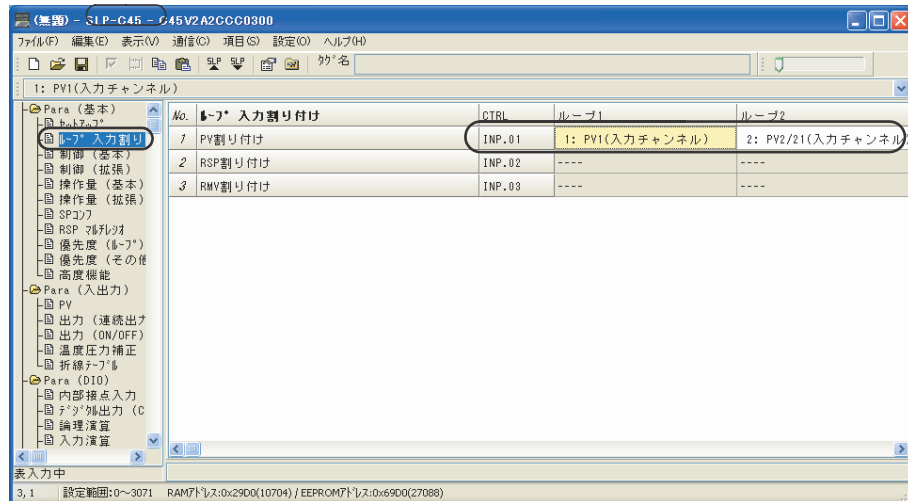 (無題) - SLP-C45 - C45V2A2CCC0300
ファイル(F) 編集(E) 表示(V) 通信(C) 項目(S) 設定(O) ヘルプ(H)
SLP SLP タグ名
1: PV1(入力チャンネル)
Para (基本)
セットアップ
ループ 入力割り
制御 (基本)
制御 (拡張)
操作量 (基本)
操作量 (拡張)
SPコンフ
RSP マルチレシオ
優先度 (ループ)
優先度 (その他
高度機能
Para (入出力)
PV
出力 (連続出力
出力 (ON/OFF)
温度圧力補正
折線テーブル
Para (DIO)
内部接点入力
デジタル出力 (C
論理演算
入力演算
No. ループ 入力割り付け CTRL ループ1 ループ2
1 PV割り付け INP.01 1: PV1(入力チャンネル) 2: PV2/21(入力チャンネル)
2 RSP割り付け INP.02 ---- ----
3 RMV割り付け INP.03 ---- ----
表入力中
3, 1 設定範囲:0～3071 RAMアドレス:0x29D0(10704) / EEPROMアドレス:0x69D0(27088)